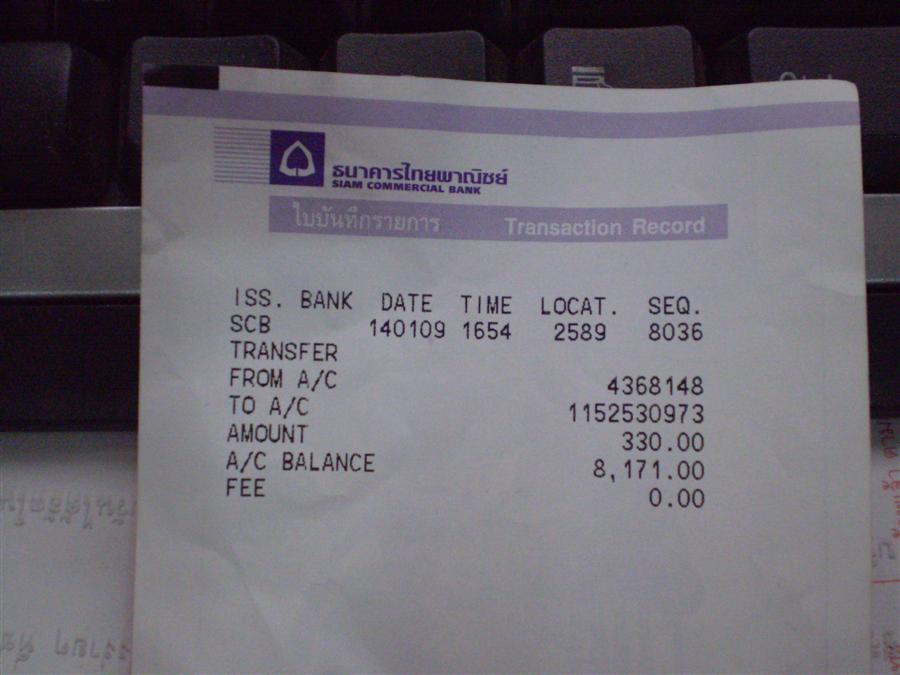 ธนาคารไทยพาณิชย์
SIAM COMMERCIAL BANK
ใบบันทึกรายการ Transaction Record
ISS. BANK DATE TIME LOCAT. SEQ.
SCB 140109 1654 2589 8036
TRANSFER
FROM A/C 4368148
TO A/C 1152530973
AMOUNT 330.00
A/C BALANCE 8,171.00
FEE 0.00